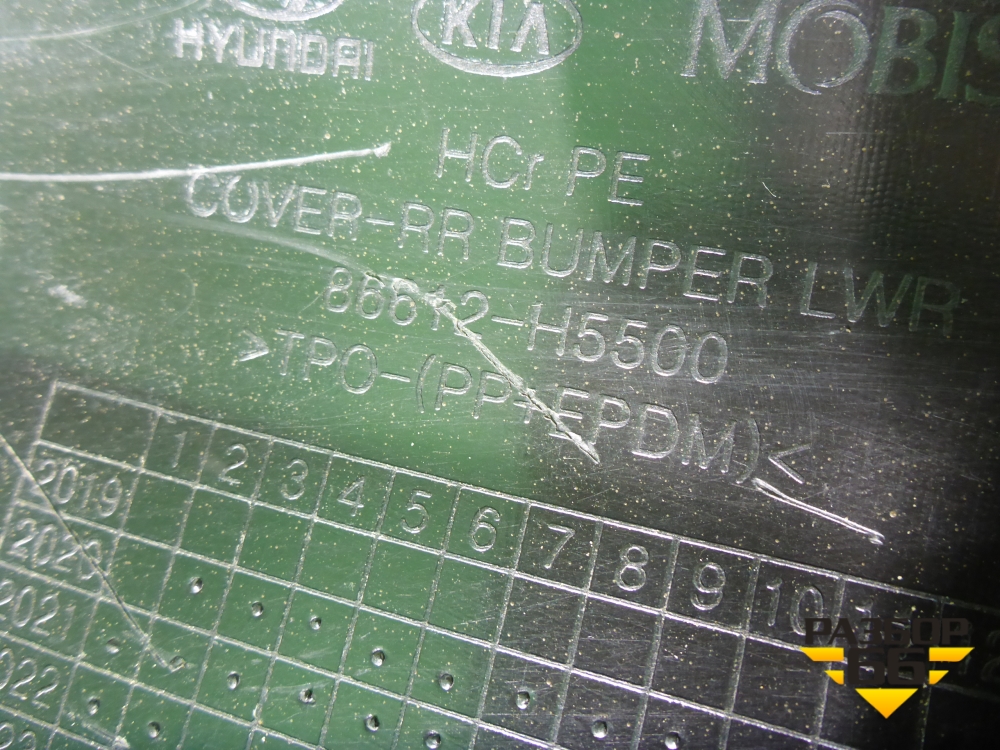 HYUNDAI KIA MOBIS
HCr PE
COVER-RR BUMPER LWR
86612-H5500
>TPO-(PP+EPDM)<
1 2 3 4 5 6 7 8 9 10
2019
2020
2021
2022
РАЗБОР
06